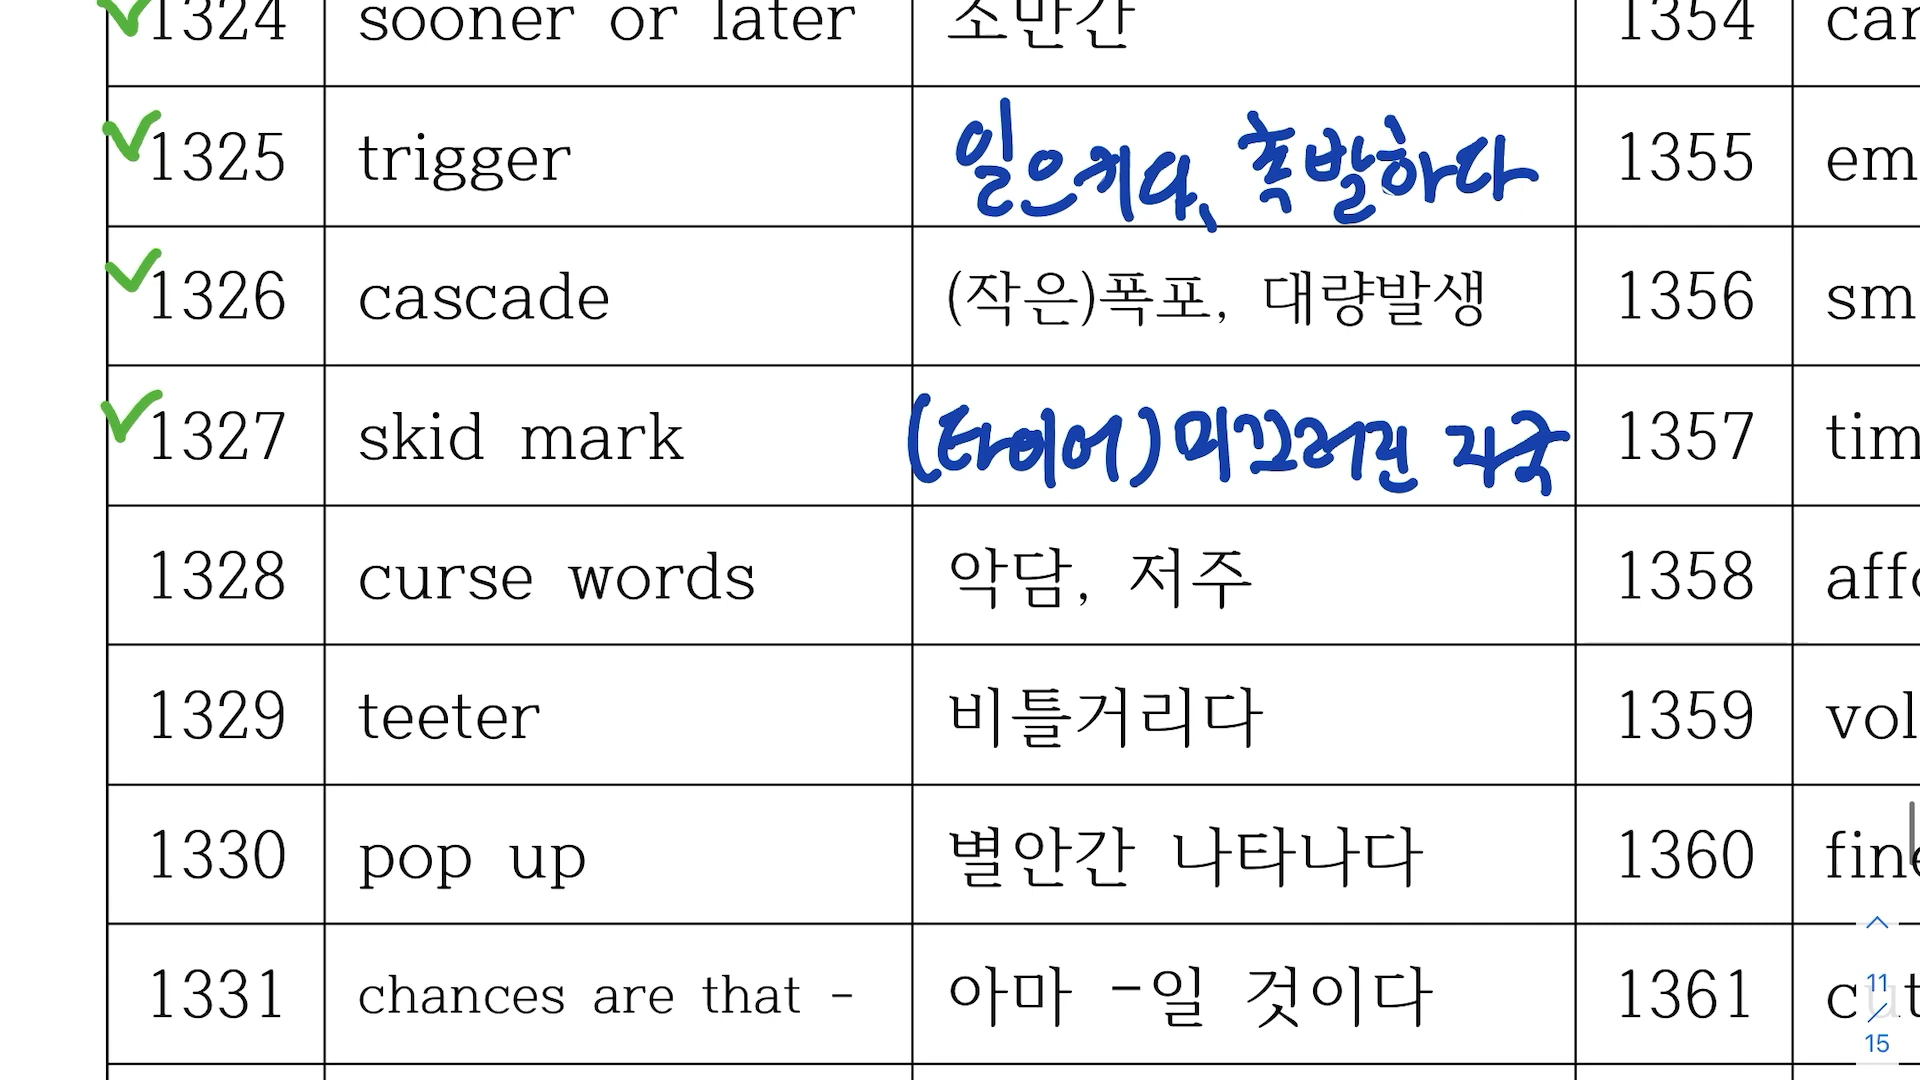 1324 sooner or later 조만간 1354 car
1325 trigger 일으키다, 촉발하다 1355 em
1326 cascade (작은)폭포, 대량발생 1356 sm
1327 skid mark (타이어) 미끄러진 자국 1357 tim
1328 curse words 악담, 저주 1358 affo
1329 teeter 비틀거리다 1359 vol
1330 pop up 별안간 나타나다 1360 fine
1331 chances are that - 아마 -일 것이다 1361 cut
11
/
15